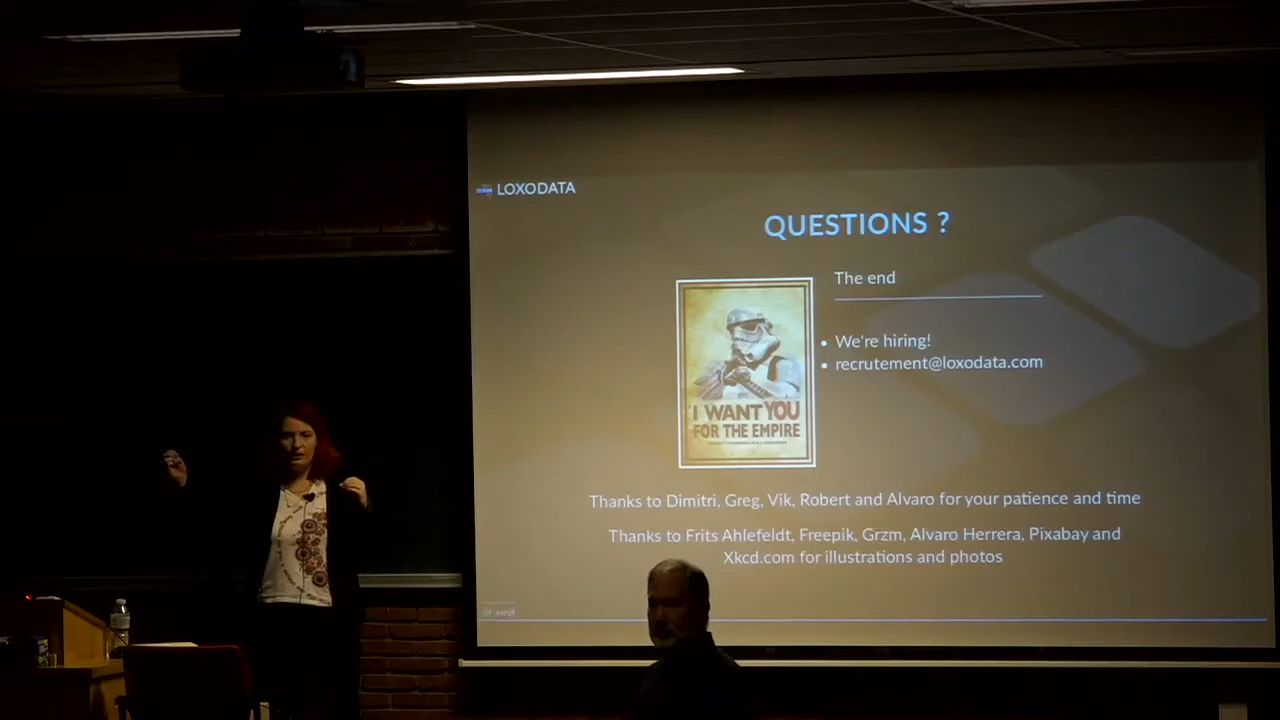 LOXODATA
QUESTIONS ?
The end
We're hiring!
recrutement@loxodata.com
I WANT YOU
FOR THE EMPIRE
Thanks to Dimitri, Greg, Vik, Robert and Alvaro for your patience and time
Thanks to Frits Ahlefeldt, Freepik, Grzm, Alvaro Herrera, Pixabay and
Xkcd.com for illustrations and photos